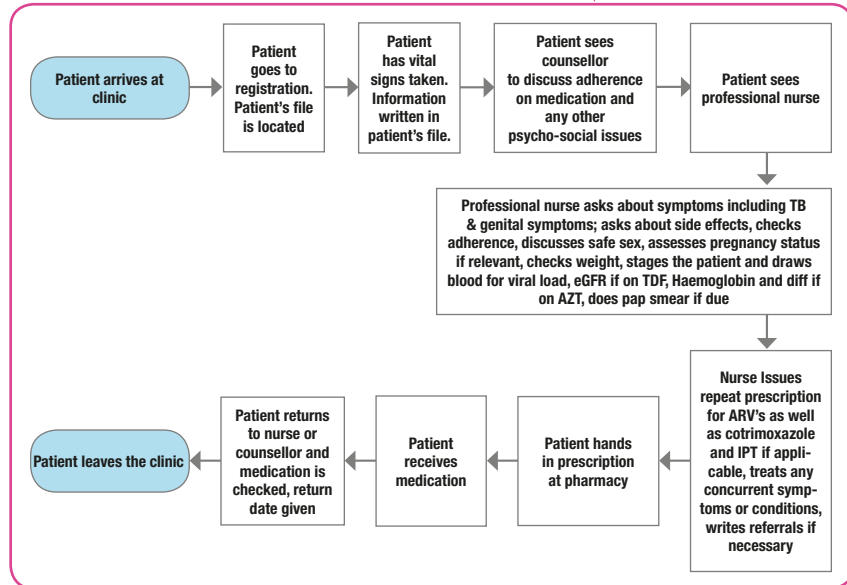 Patient arrives at
clinic
Patient
goes to
registration.
Patient's file
is located
Patient
has vital
signs taken.
Information
written in
patient's file.
Patient sees
counsellor
to discuss adherence
on medication and
any other
psycho-social issues
Patient sees
professional nurse
Professional nurse asks about symptoms including TB
& genital symptoms; asks about side effects, checks
adherence, discusses safe sex, assesses pregnancy status
if relevant, checks weight, stages the patient and draws
blood for viral load, eGFR if on TDF, Haemoglobin and diff if
on AZT, does pap smear if due
Nurse Issues
repeat prescription
for ARV's as well
as cotrimoxazole
and IPT if appli-
cable, treats any
concurrent symp-
toms or conditions,
writes referrals if
necessary
Patient hands
in prescription
at pharmacy
Patient
receives
medication
Patient returns
to nurse or
counsellor and
medication is
checked, return
date given
Patient leaves the clinic